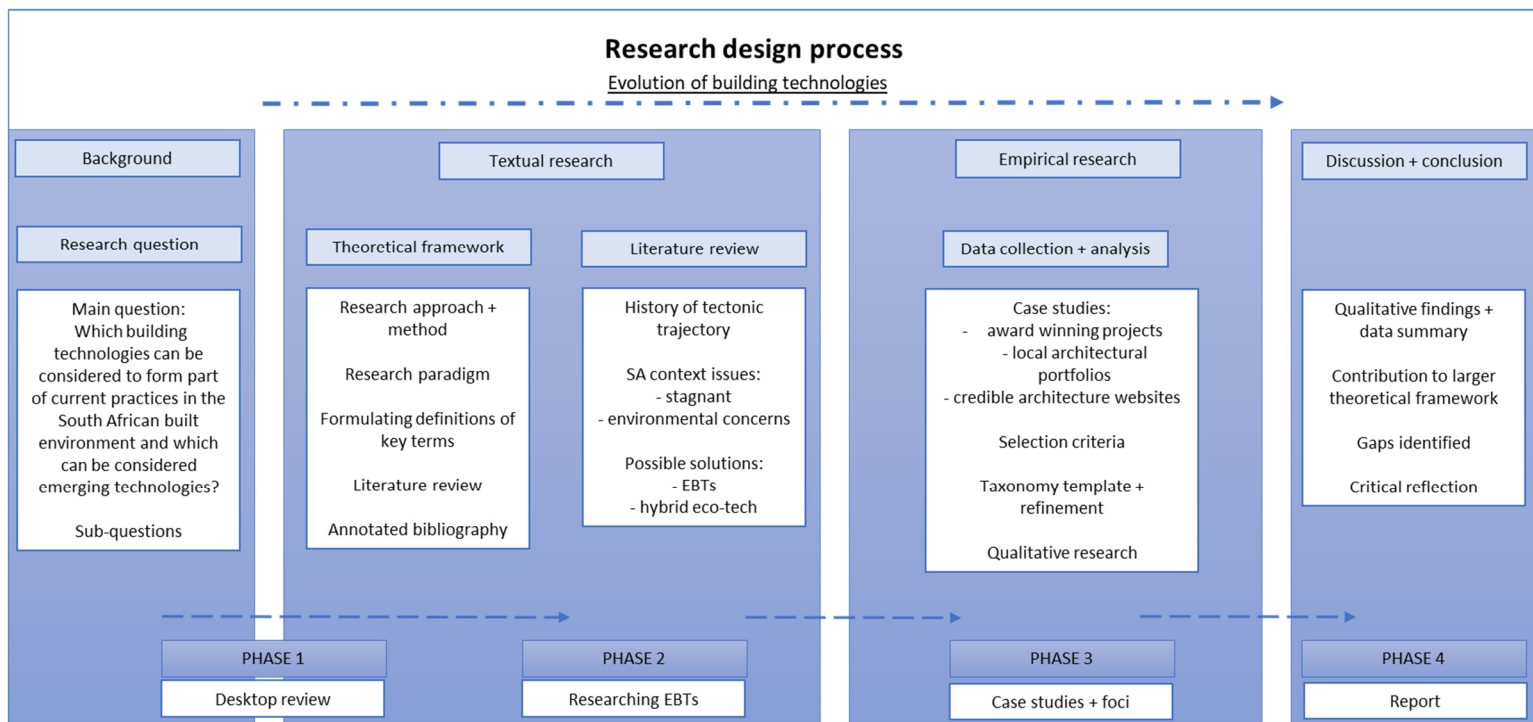 Research design process
Evolution of building technologies
Background
Research question
Main question:
Which building
technologies can be
considered to form part
of current practices in the
South African built
environment and which
can be considered
emerging technologies?
Sub-questions
Textual research
Theoretical framework
Research approach +
method
Research paradigm
Formulating definitions of
key terms
Literature review
Annotated bibliography
Literature review
History of tectonic
trajectory
SA context issues:
- stagnant
- environmental concerns
Possible solutions:
- EBTs
- hybrid eco-tech
Empirical research
Data collection + analysis
Case studies:
- award winning projects
- local architectural
portfolios
- credible architecture websites
Selection criteria
Taxonomy template +
refinement
Qualitative research
Discussion + conclusion
Qualitative findings +
data summary
Contribution to larger
theoretical framework
Gaps identified
Critical reflection
PHASE 1
Desktop review
PHASE 2
Researching EBTs
PHASE 3
Case studies + foci
PHASE 4
Report